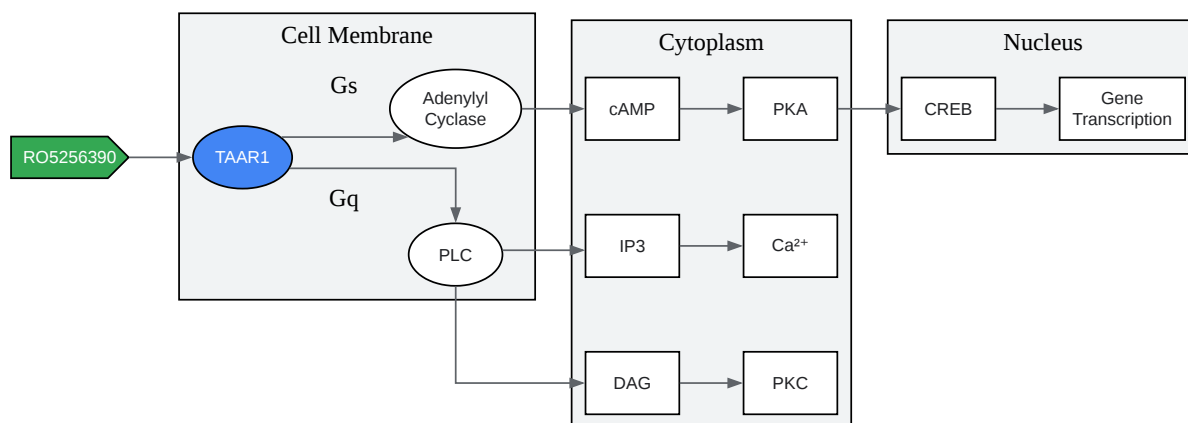 Cell Membrane
Cytoplasm
Nucleus
Gs
Adenylyl
Cyclase
cAMP
PKA
CREB
Gene
Transcription
RO5256390
TAAR1
Gq
PLC
IP3
Ca²⁺
DAG
PKC